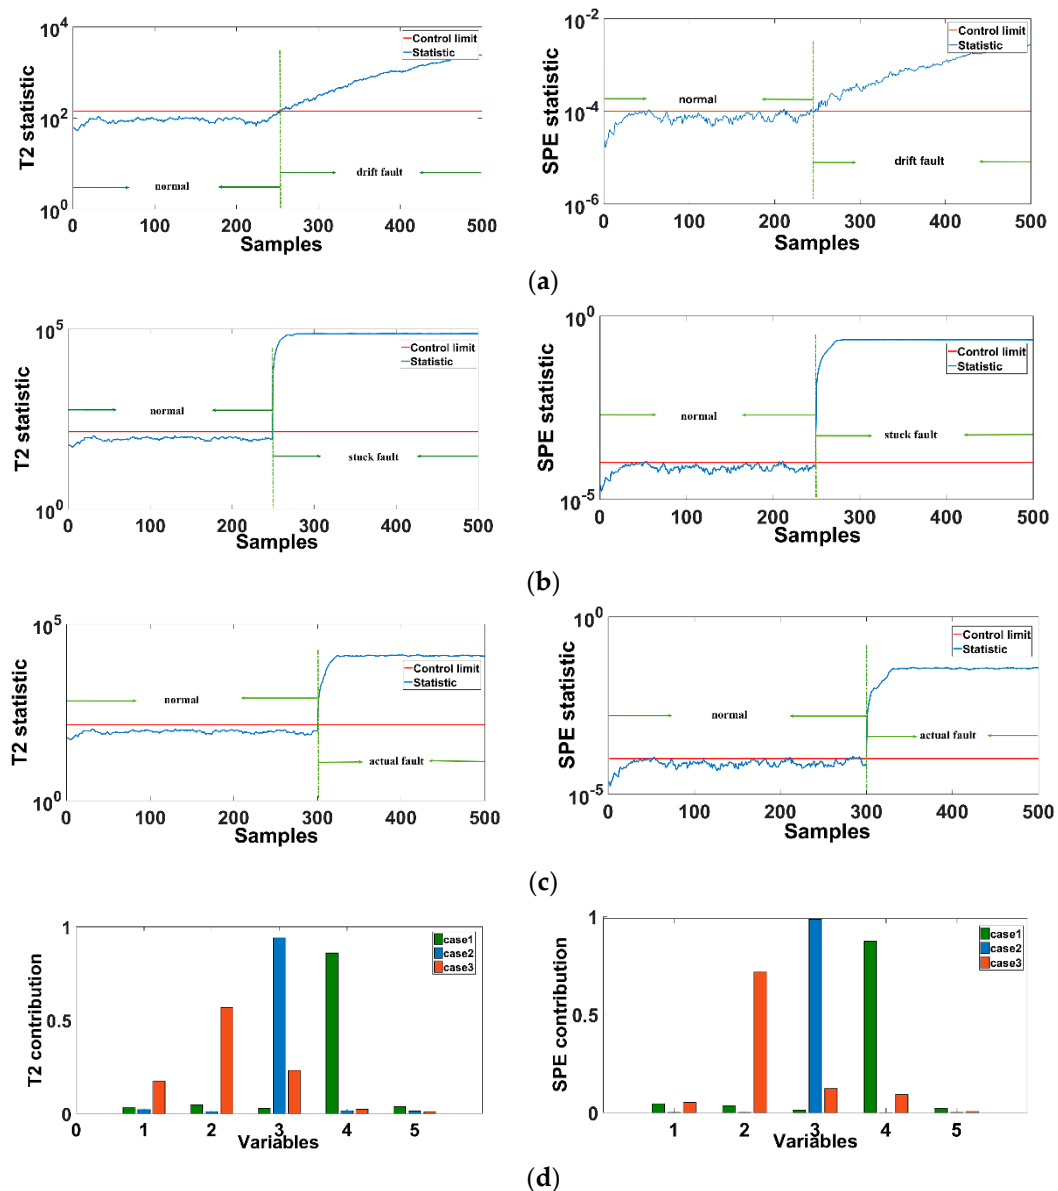 10^4
10^2
10^0
T2 statistic
Control limit
Statistic
normal
drift fault
0 100 200 300 400 500
Samples
10^-2
10^-4
10^-6
SPE statistic
Control limit
Statistic
normal
drift fault
0 100 200 300 400 500
Samples
(a)
10^5
10^0
T2 statistic
Control limit
Statistic
normal
stuck fault
0 100 200 300 400 500
Samples
10^0
10^-5
SPE statistic
Control limit
Statistic
normal
stuck fault
0 100 200 300 400 500
Samples
(b)
10^5
10^0
T2 statistic
Control limit
Statistic
normal
actual fault
0 100 200 300 400 500
Samples
10^0
10^-5
SPE statistic
Control limit
Statistic
normal
actual fault
0 100 200 300 400 500
Samples
(c)
1
0.5
0
T2 contribution
case1
case2
case3
0 1 2 3 4 5
Variables
1
0.5
0
SPE contribution
case1
case2
case3
1 2 3 4 5
Variables
(d)